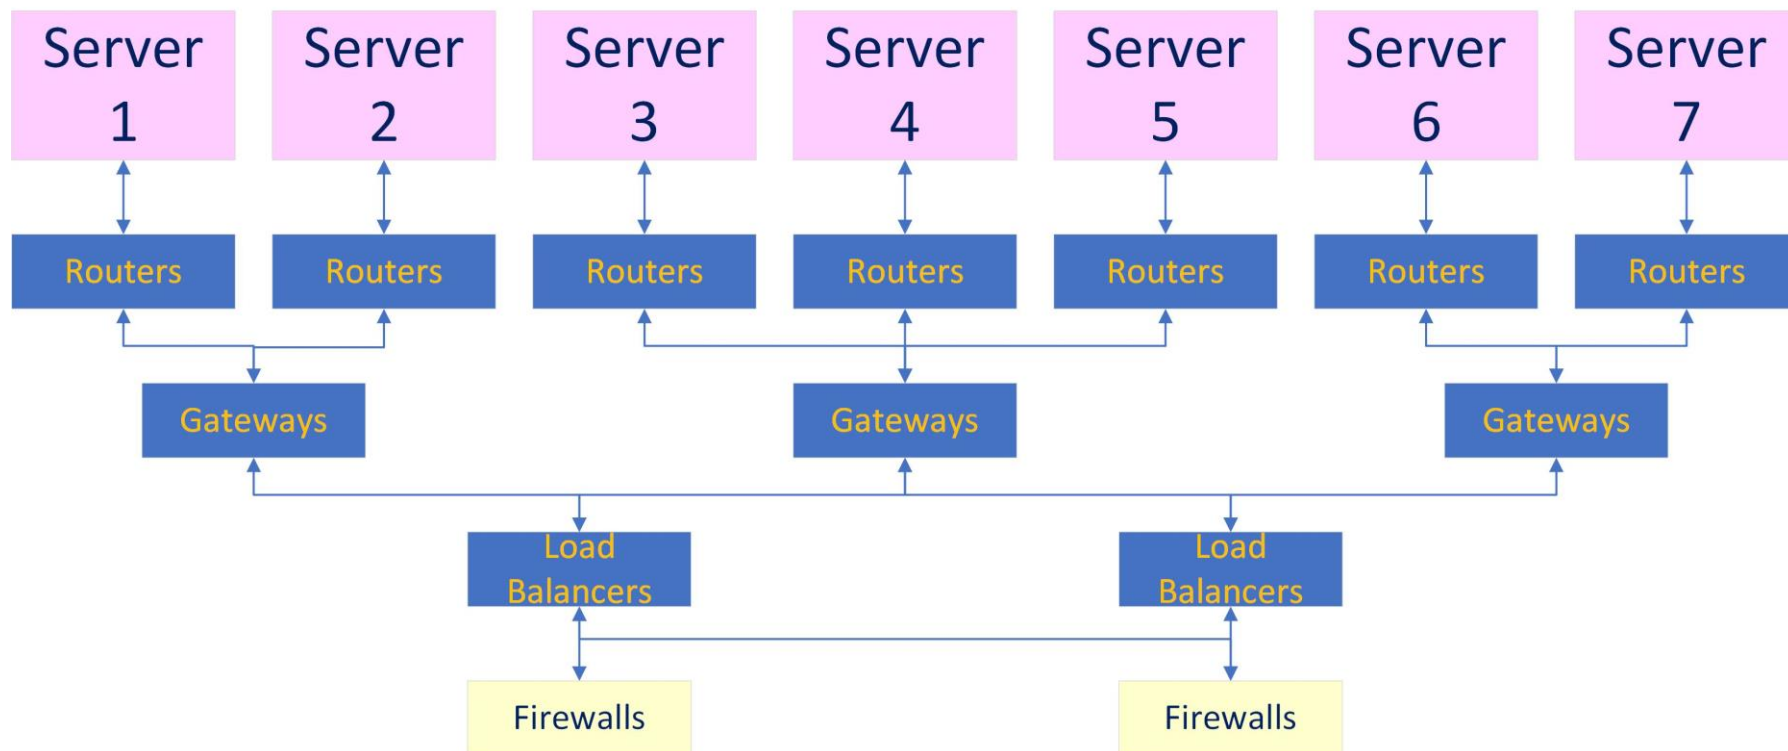 Server
1
Server
2
Server
3
Server
4
Server
5
Server
6
Server
7
Routers
Routers
Routers
Routers
Routers
Routers
Routers
Gateways
Gateways
Gateways
Load
Balancers
Load
Balancers
Firewalls
Firewalls